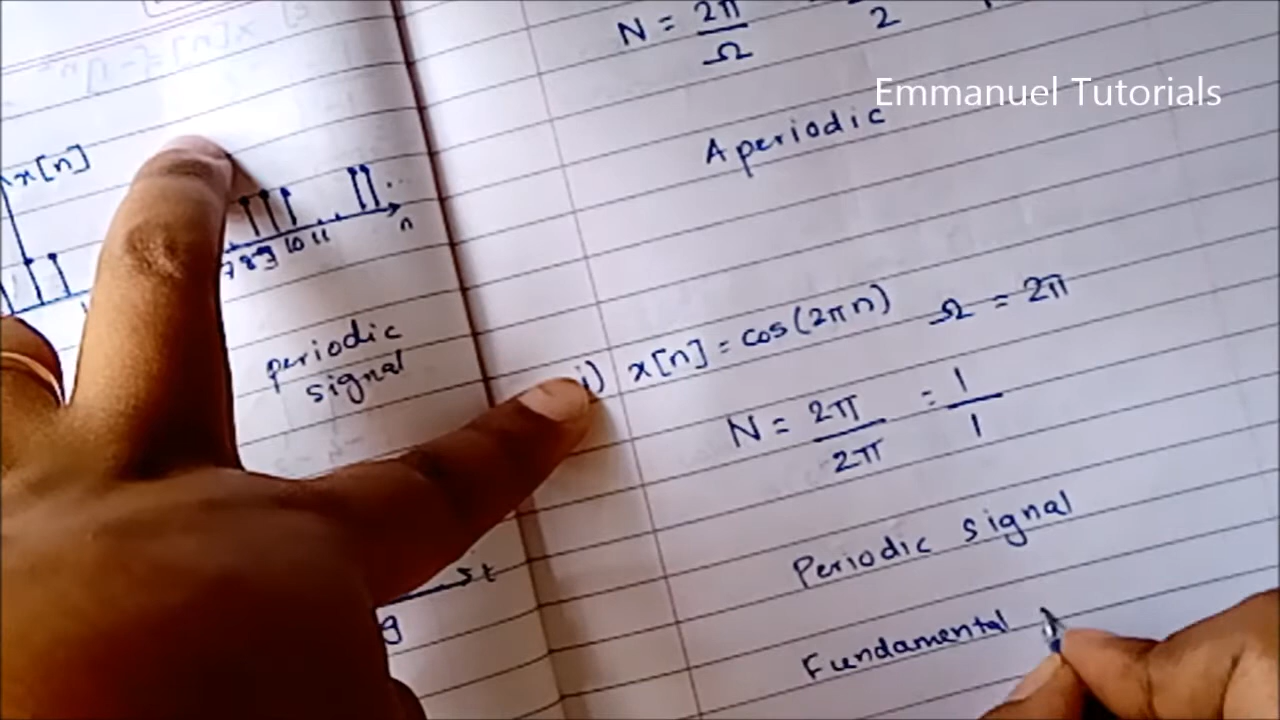 x[n]
7 8 9 10 11
n
periodic
signal
t
9
N = 2π/Ω
2
Emmanuel Tutorials
Aperiodic
i) x[n] = cos(2πn) Ω = 2π
N = 2π/2π = 1/1
Periodic signal
Fundamental